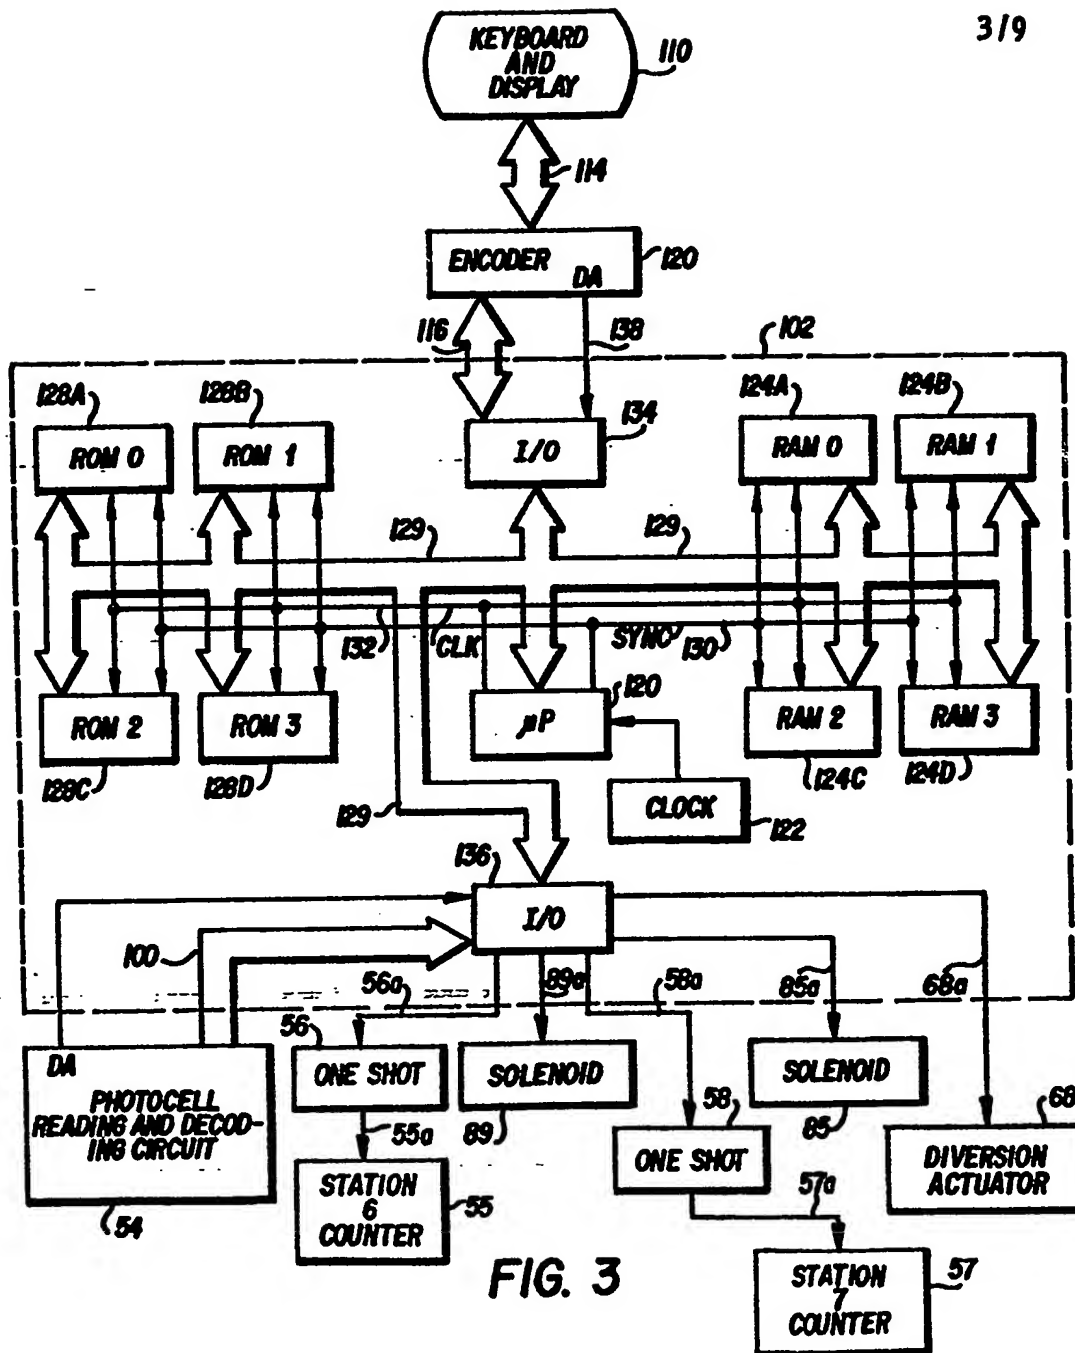 3/9
KEYBOARD
AND
DISPLAY
110
114
ENCODER
DA
120
116
138
102
128A
128B
124A
124B
ROM 0
ROM 1
I/O
134
RAM 0
RAM 1
129
129
132
CLK
SYNC
130
ROM 2
ROM 3
μP
120
RAM 2
RAM 3
128C
128D
124C
124D
129
CLOCK
122
136
I/O
100
56a
89a
58a
85a
68a
DA
PHOTOCELL
READING AND DECOD-
ING CIRCUIT
54
56
ONE SHOT
55a
STATION
6
COUNTER
55
SOLENOID
89
58
ONE SHOT
57a
SOLENOID
85
68
DIVERSION
ACTUATOR
STATION
7
COUNTER
57
FIG. 3